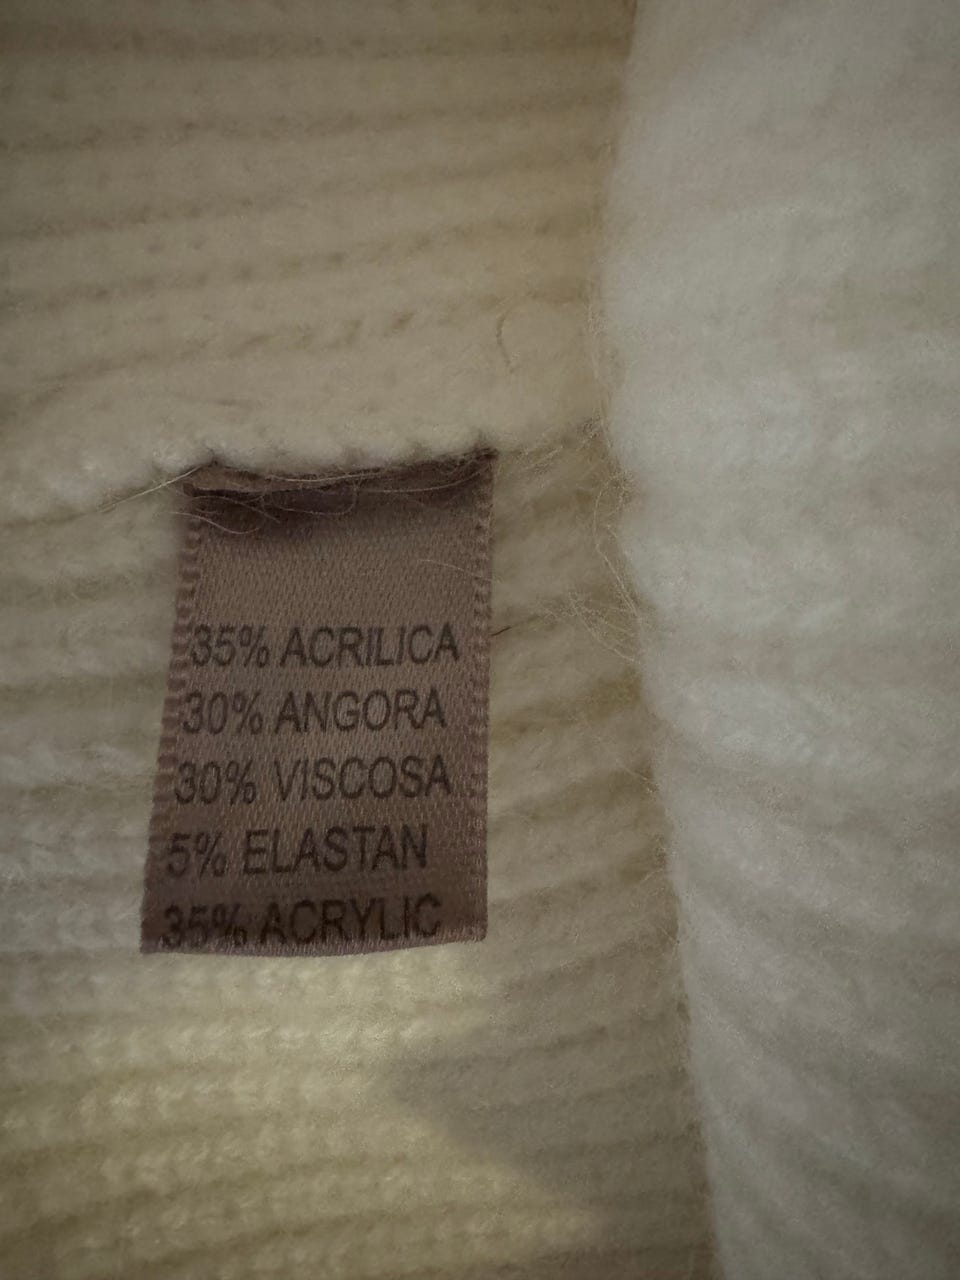 35% ACRILICA
30% ANGORA
30% VISCOSA
5% ELASTAN
35% ACRYLIC